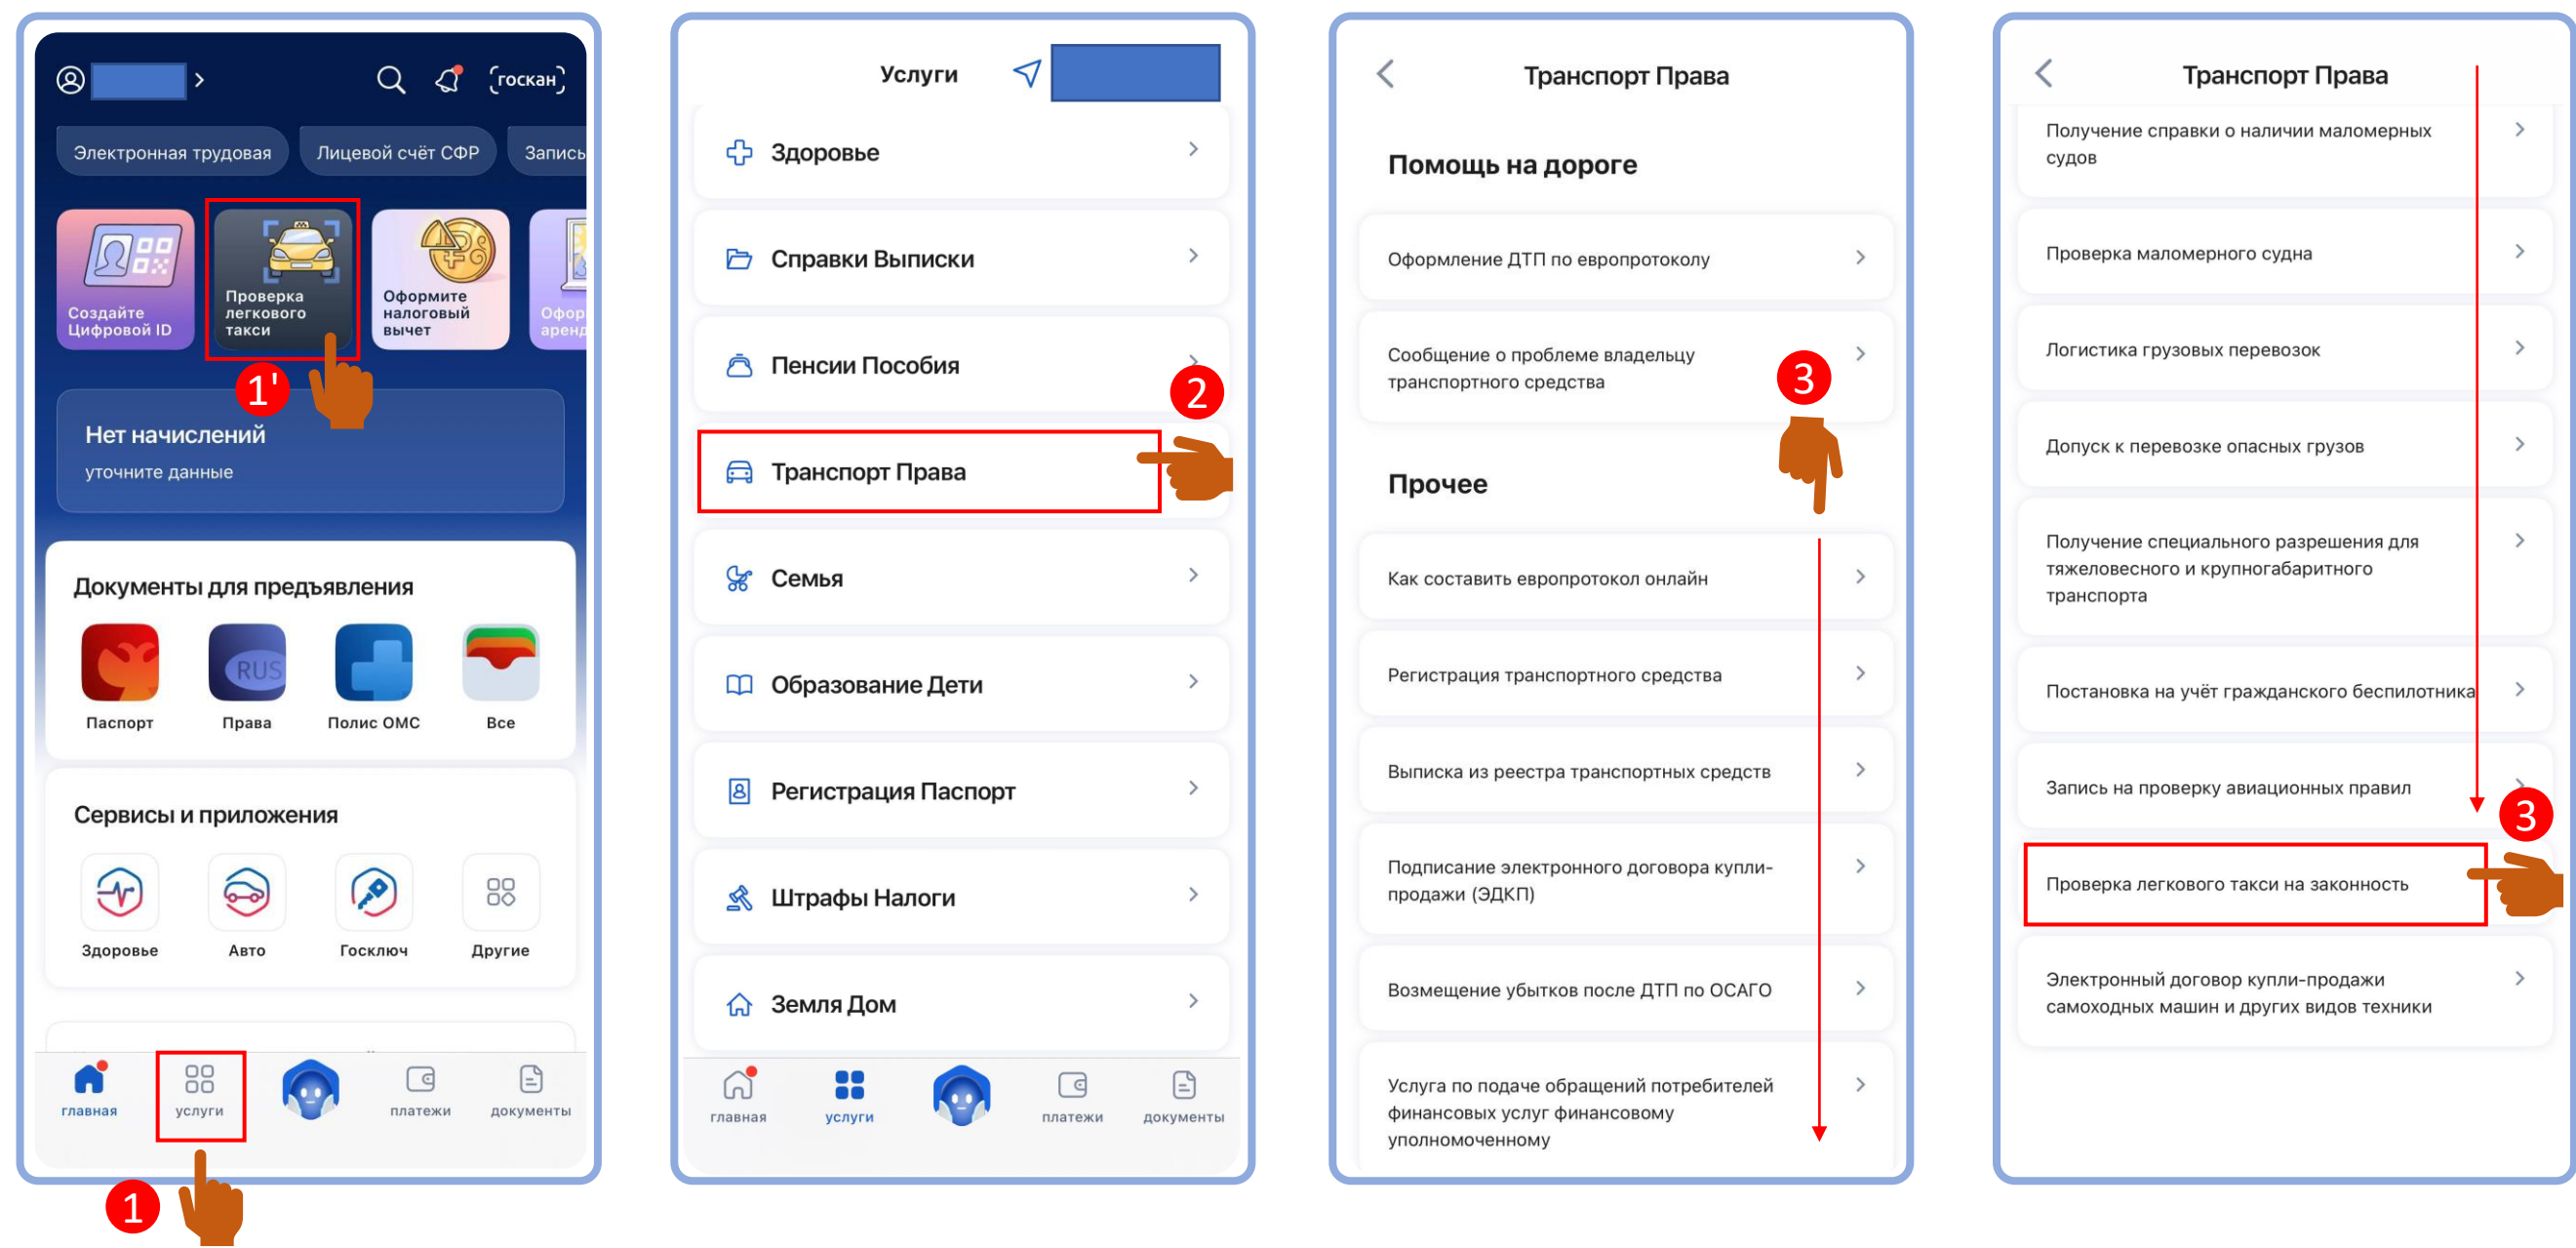 госкан
Электронная трудовая
Лицевой счёт СФР
Запись
Создайте
Цифровой ID
Проверка
легкового
такси
Оформите
налоговый
вычет
Офор
аренд
1'
Нет начислений
уточните данные
Документы для предъявления
RUS
Паспорт
Права
Полис ОМС
Все
Сервисы и приложения
Здоровье
Авто
Госключ
Другие
главная
услуги
платежи
документы
1
Услуги
Здоровье
Справки Выписки
Пенсии Пособия
2
Транспорт Права
Семья
Образование Дети
Регистрация Паспорт
Штрафы Налоги
Земля Дом
главная
услуги
платежи
документы
Транспорт Права
Помощь на дороге
Оформление ДТП по европротоколу
Сообщение о проблеме владельцу
транспортного средства
3
Прочее
Как составить европротокол онлайн
Регистрация транспортного средства
Выписка из реестра транспортных средств
Подписание электронного договора купли-
продажи (ЭДКП)
Возмещение убытков после ДТП по ОСАГО
Услуга по подаче обращений потребителей
финансовых услуг финансовому
уполномоченному
Транспорт Права
Получение справки о наличии маломерных
судов
Проверка маломерного судна
Логистика грузовых перевозок
Допуск к перевозке опасных грузов
Получение специального разрешения для
тяжеловесного и крупногабаритного
транспорта
Постановка на учёт гражданского беспилотника
Запись на проверку авиационных правил
3
Проверка легкового такси на законность
Электронный договор купли-продажи
самоходных машин и других видов техники